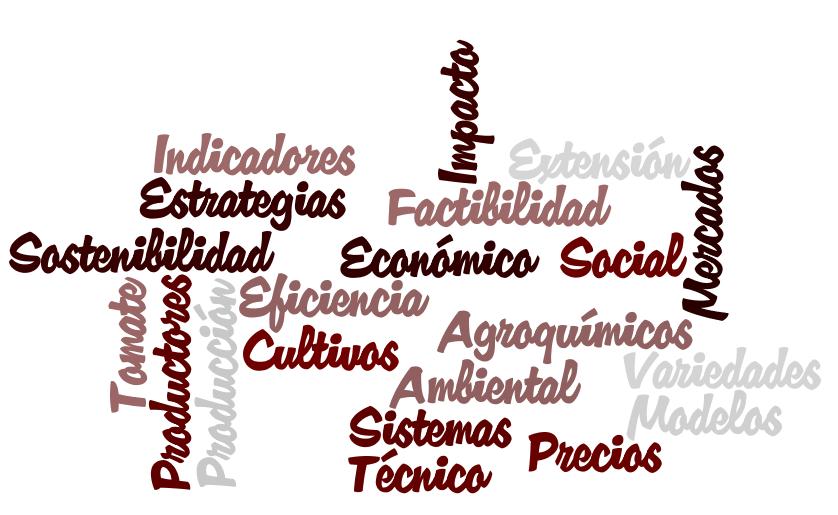 Impacto
Indicadores
Extensión
Estrategias
Factibilidad
Mercados
Sostenibilidad
Económico
Social
Tomate
Productores
Producción
Eficiencia
Agroquímicos
Cultivos
Variedades
Ambiental
Modelos
Sistemas
Precios
Técnico